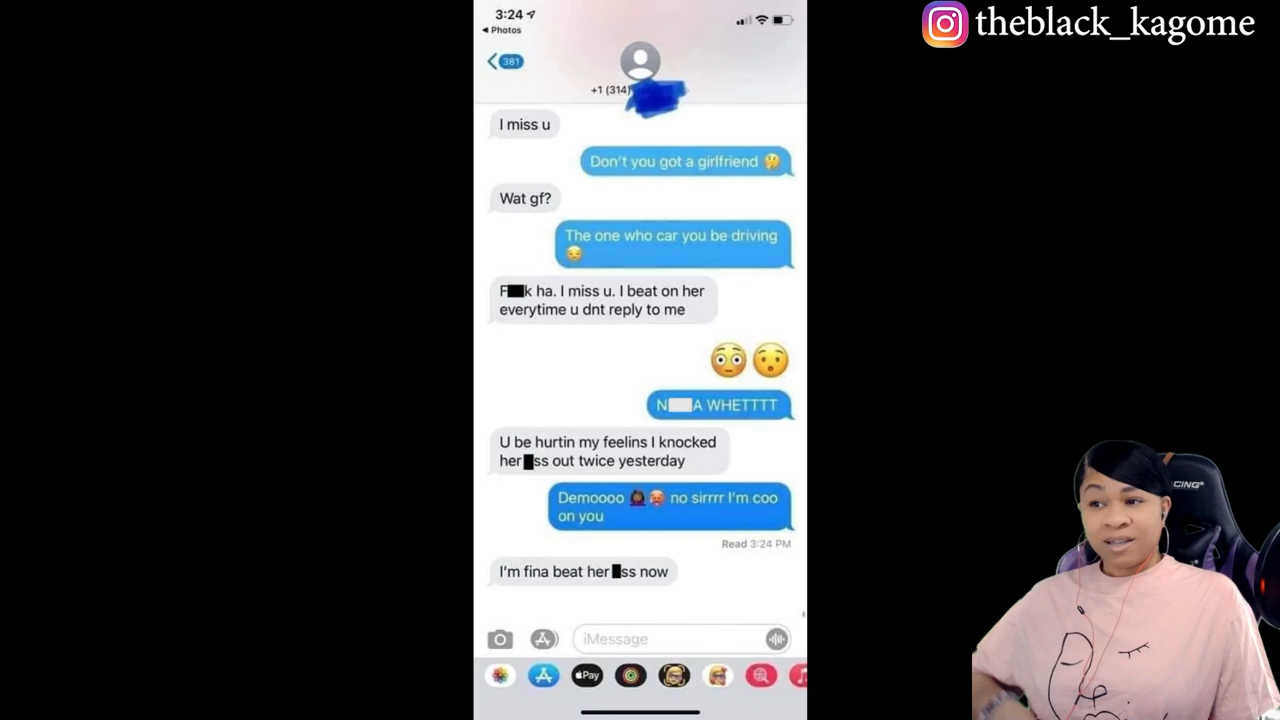 3:24
theblack_kagome
Photos
381
+1 (314)
I miss u
Don't you got a girlfriend 🤔
Wat gf?
The one who car you be driving
😒
F██k ha. I miss u. I beat on her
everytime u dnt reply to me
😳😯
N██A WHETTTT
U be hurtin my feelins I knocked
her █ss out twice yesterday
Demoooo 🤦🏾‍♀️🥵 no sirrrr I'm coo
on you
Read 3:24 PM
I'm fina beat her █ss now
iMessage
Pay
CING